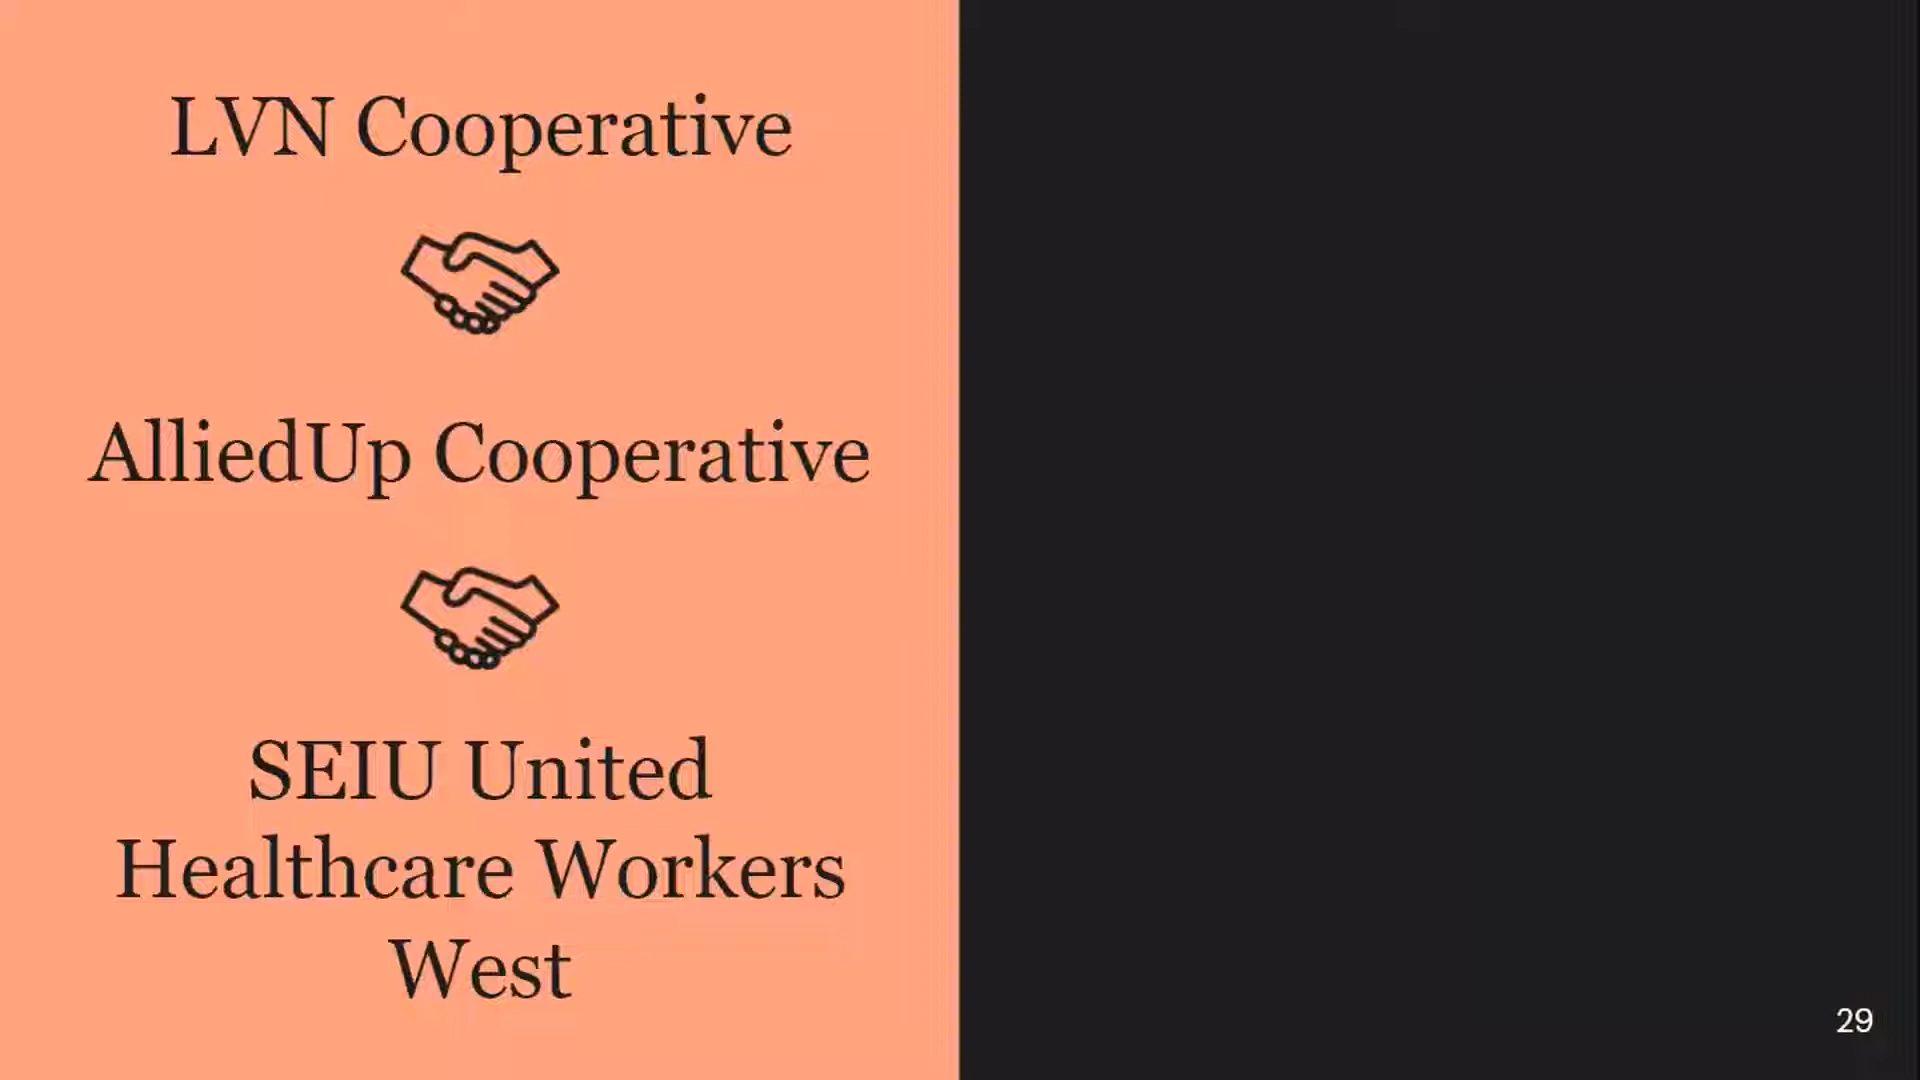 LVN Cooperative
AlliedUp Cooperative
SEIU United
Healthcare Workers
West
29